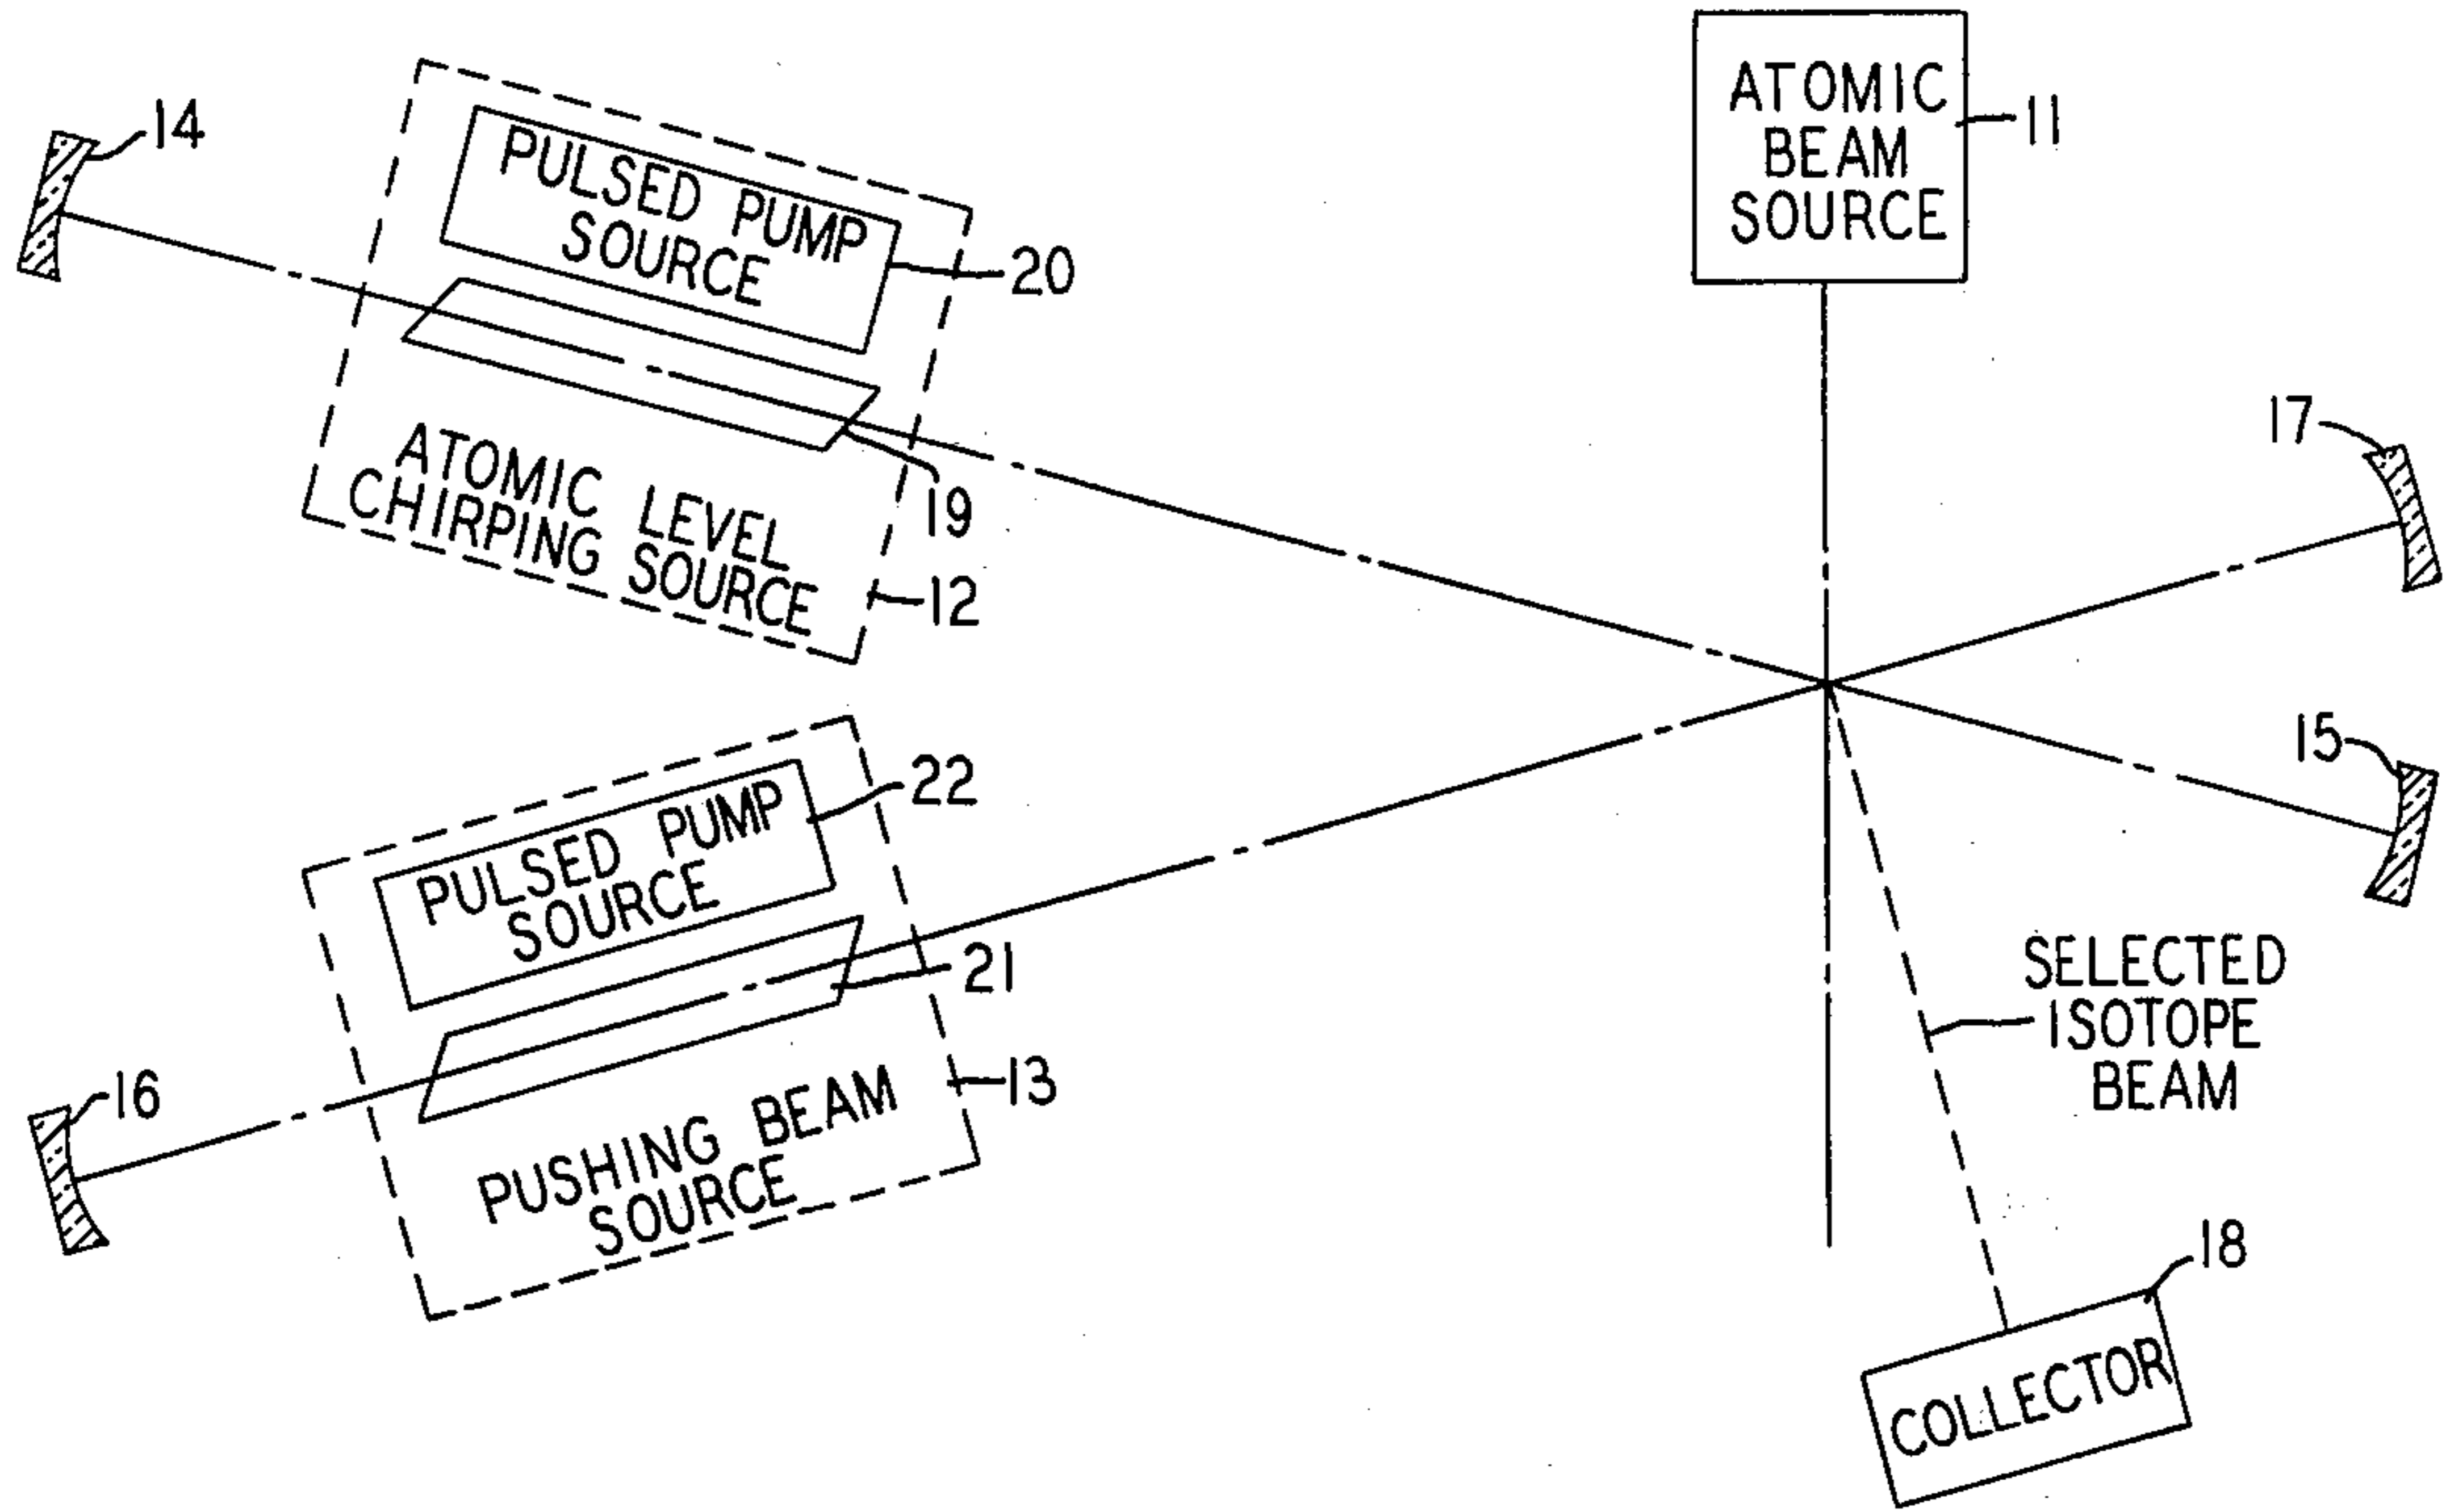 14
PULSED PUMP
SOURCE
20
19
ATOMIC LEVEL
CHIRPING SOURCE
12
ATOMIC
BEAM
SOURCE
11
17
15
22
PULSED PUMP
SOURCE
21
13
PUSHING BEAM
SOURCE
16
SELECTED
ISOTOPE
BEAM
18
COLLECTOR